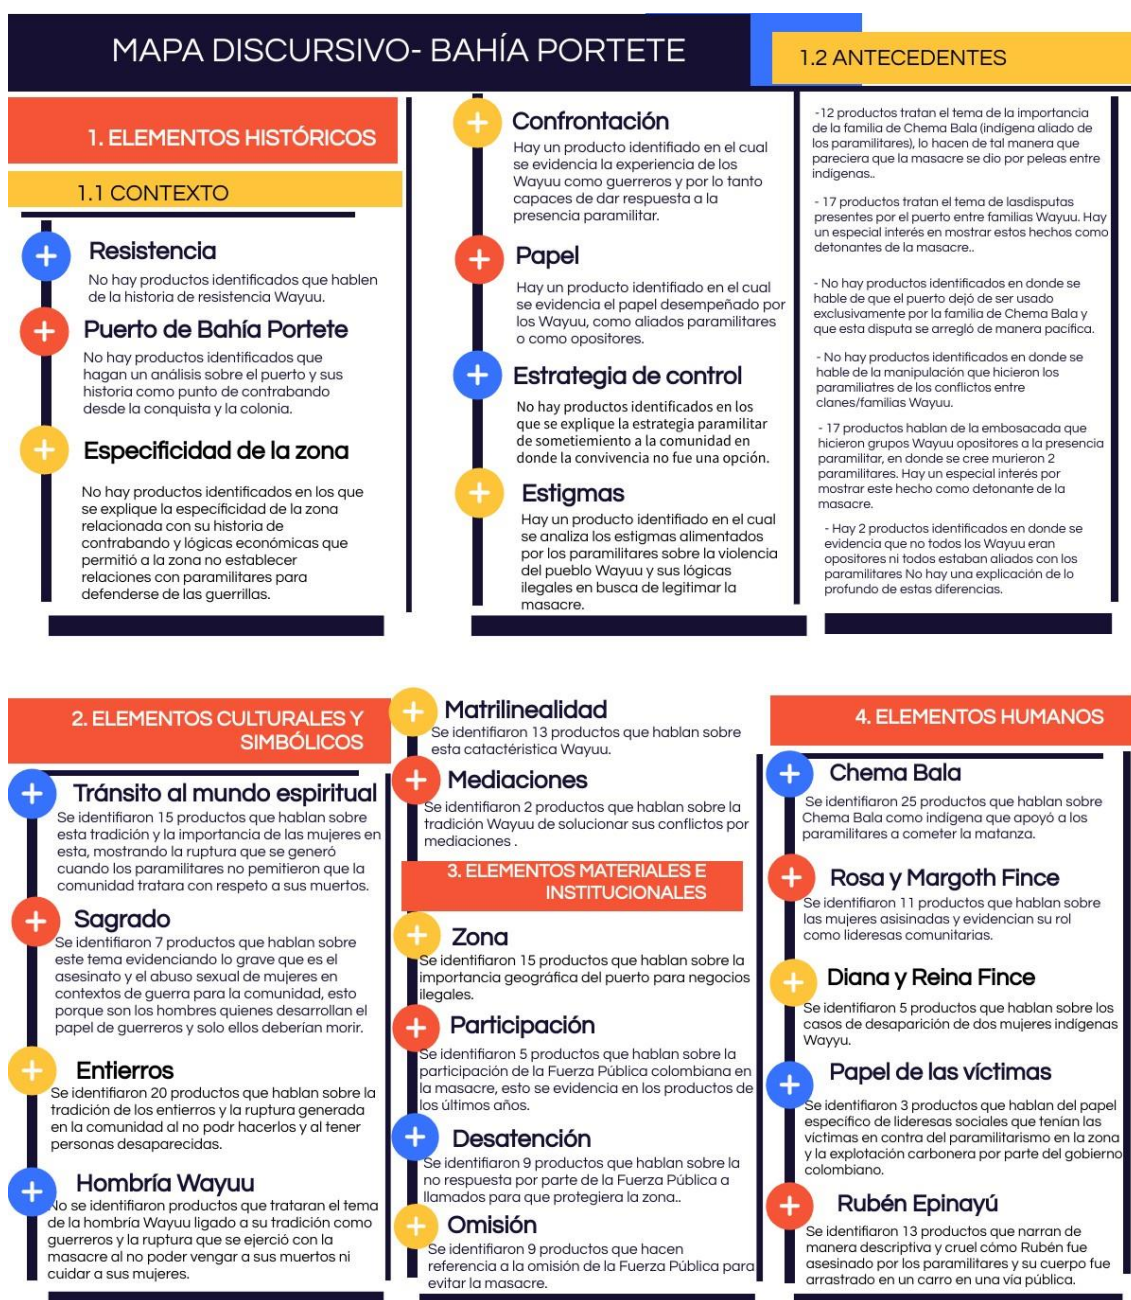 MAPA DISCURSIVO- BAHÍA PORTETE
1. ELEMENTOS HISTÓRICOS
1.1 CONTEXTO
Resistencia
No hay productos identificados que hablen
de la historia de resistencia Wayuu.
Puerto de Bahía Portete
No hay productos identificados que
hagan un análisis sobre el puerto y sus
historia como punto de contrabando
desde la conquista y la colonia.
Especificidad de la zona
No hay productos identificados en los que
se explique la específicidad de la zona
relacionada con su historia de
contrabando y lógicas económicas que
permitió a la zona no establecer
relaciones con paramilitares para
defenderse de las guerrillas.
Confrontación
Hay un producto identificado en el cual
se evidencia la experiencia de los
Wayuu como guerreros y por lo tanto
capaces de dar respuesta a la
presencia paramilitar.
Papel
Hay un producto identificado en el cual
se evidencia el papel desempeñado por
los Wayuu, como aliados paramilitares
o como opositores.
Estrategia de control
No hay productos identificados en los
que se explique la estrategia paramilitar
de sometiemiento a la comunidad en
donde la convivencia no fue una opción.
Estigmas
Hay un producto identifiado en el cual
se analiza los estigmas alimentados
por los paramilitares sobre la violencia
del pueblo Wayuu y sus lógicas
ilegales en busca de legitimar la
masacre.
1.2 ANTECEDENTES
-12 productos tratan el tema de la importancia
de la familia de Chema Bala (indígena aliado de
los paramilitares), lo hacen de tal manera que
pareciera que la masacre se dio por peleas entre
indígenas..
- 17 productos tratan el tema de lasdisputas
presentes por el puerto entre familias Wayuu. Hay
un especial interés en mostrar estos hechos como
detonantes de la masacre..
- No hay productos identificados en donde se
hable de que el puerto dejó de ser usado
exclusivamente por la familia de Chema Bala y
que esta disputa se arregló de manera pacífica.
- No hay productos identificados en donde se
hable de la manipulación que hicieron los
paramiliatres de los conflictos entre
clanes/familias Wayuu.
- 17 productos hablan de la embosacada que
hicieron grupos Wayuu opositores a la presencia
paramilitar, en donde se cree murieron 2
paramilitares. Hay un especial interés por
mostrar este hecho como detonante de la
masacre.
- Hay 2 productos identificados en donde se
evidencia que no todos los Wayuu eran
opositores ni todos estaban aliados con los
paramilitares No hay una explicación de lo
profundo de estas diferencias.
2. ELEMENTOS CULTURALES Y
SIMBÓLICOS
Tránsito al mundo espiritual
Se identifiaron 15 productos que hablan sobre
esta tradición y la importancia de las mujeres en
esta, mostrando la ruptura que se generó
cuando los paramilitares no pemitieron que la
comunidad tratara con respeto a sus muertos.
Sagrado
Se identifiaron 7 productos que hablan sobre
este tema evidenciando lo grave que es el
asesinato y el abuso sexual de mujeres en
contextos de guerra para la comunidad, esto
porque son los hombres quienes desarrollan el
papel de guerreros y solo ellos deberían morir.
Entierros
Se identifiaron 20 productos que hablan sobre la
tradición de los entierros y la ruptura generada
en la comunidad al no podr hacerlos y al tener
personas desaparecidas.
Hombría Wayuu
No se identifiaron productos que trataran el tema
de la hombría Wayuu ligado a su tradición como
guerreros y la ruptura que se ejerció con la
masacre al no poder vengar a sus muertos ni
cuidar a sus mujeres.
Matrilinealidad
Se identifiaron 13 productos que hablan sobre
esta catactéristica Wayuu.
Mediaciones
Se identifiaron 2 productos que hablan sobre la
tradición Wayuu de solucionar sus conflictos por
mediaciones .
3. ELEMENTOS MATERIALES E
INSTITUCIONALES
Zona
Se identifiaron 15 productos que hablan sobre la
importancia geográfica del puerto para negocios
ilegales.
Participación
Se identifiaron 5 productos que hablan sobre la
participación de la Fuerza Pública colombiana en
la masacre, esto se evidencia en los productos de
los últimos años.
Desatención
Se identifiaron 9 productos que hablan sobre la
no respuesta por parte de la Fuerza Pública a
llamados para que protegiera la zona..
Omisión
Se identifiaron 9 productos que hacen
referencia a la omisión de la Fuerza Pública para
evitar la masacre.
4. ELEMENTOS HUMANOS
Chema Bala
Se identifiaron 25 productos que hablan sobre
Chema Bala como indígena que apoyó a los
paramilitares a cometer la matanza.
Rosa y Margoth Fince
Se identifiaron 11 productos que hablan sobre
las mujeres asisinadas y evidencian su rol
como lideresas comunitarias.
Diana y Reina Fince
Se identifiaron 5 productos que hablan sobre los
casos de desaparición de dos mujeres indígenas
Wayyu.
Papel de las víctimas
Se identifiaron 3 productos que hablan del papel
específico de lideresas sociales que tenían las
víctimas en contra del paramilitarismo en la zona
y la explotación carbonera por parte del gobierno
colombiano.
Rubén Epinayú
Se identifiaron 13 productos que narran de
manera descriptiva y cruel cómo Rubén fue
asesinado por los paramilitares y su cuerpo fue
arrastrado en un carro en una vía pública.